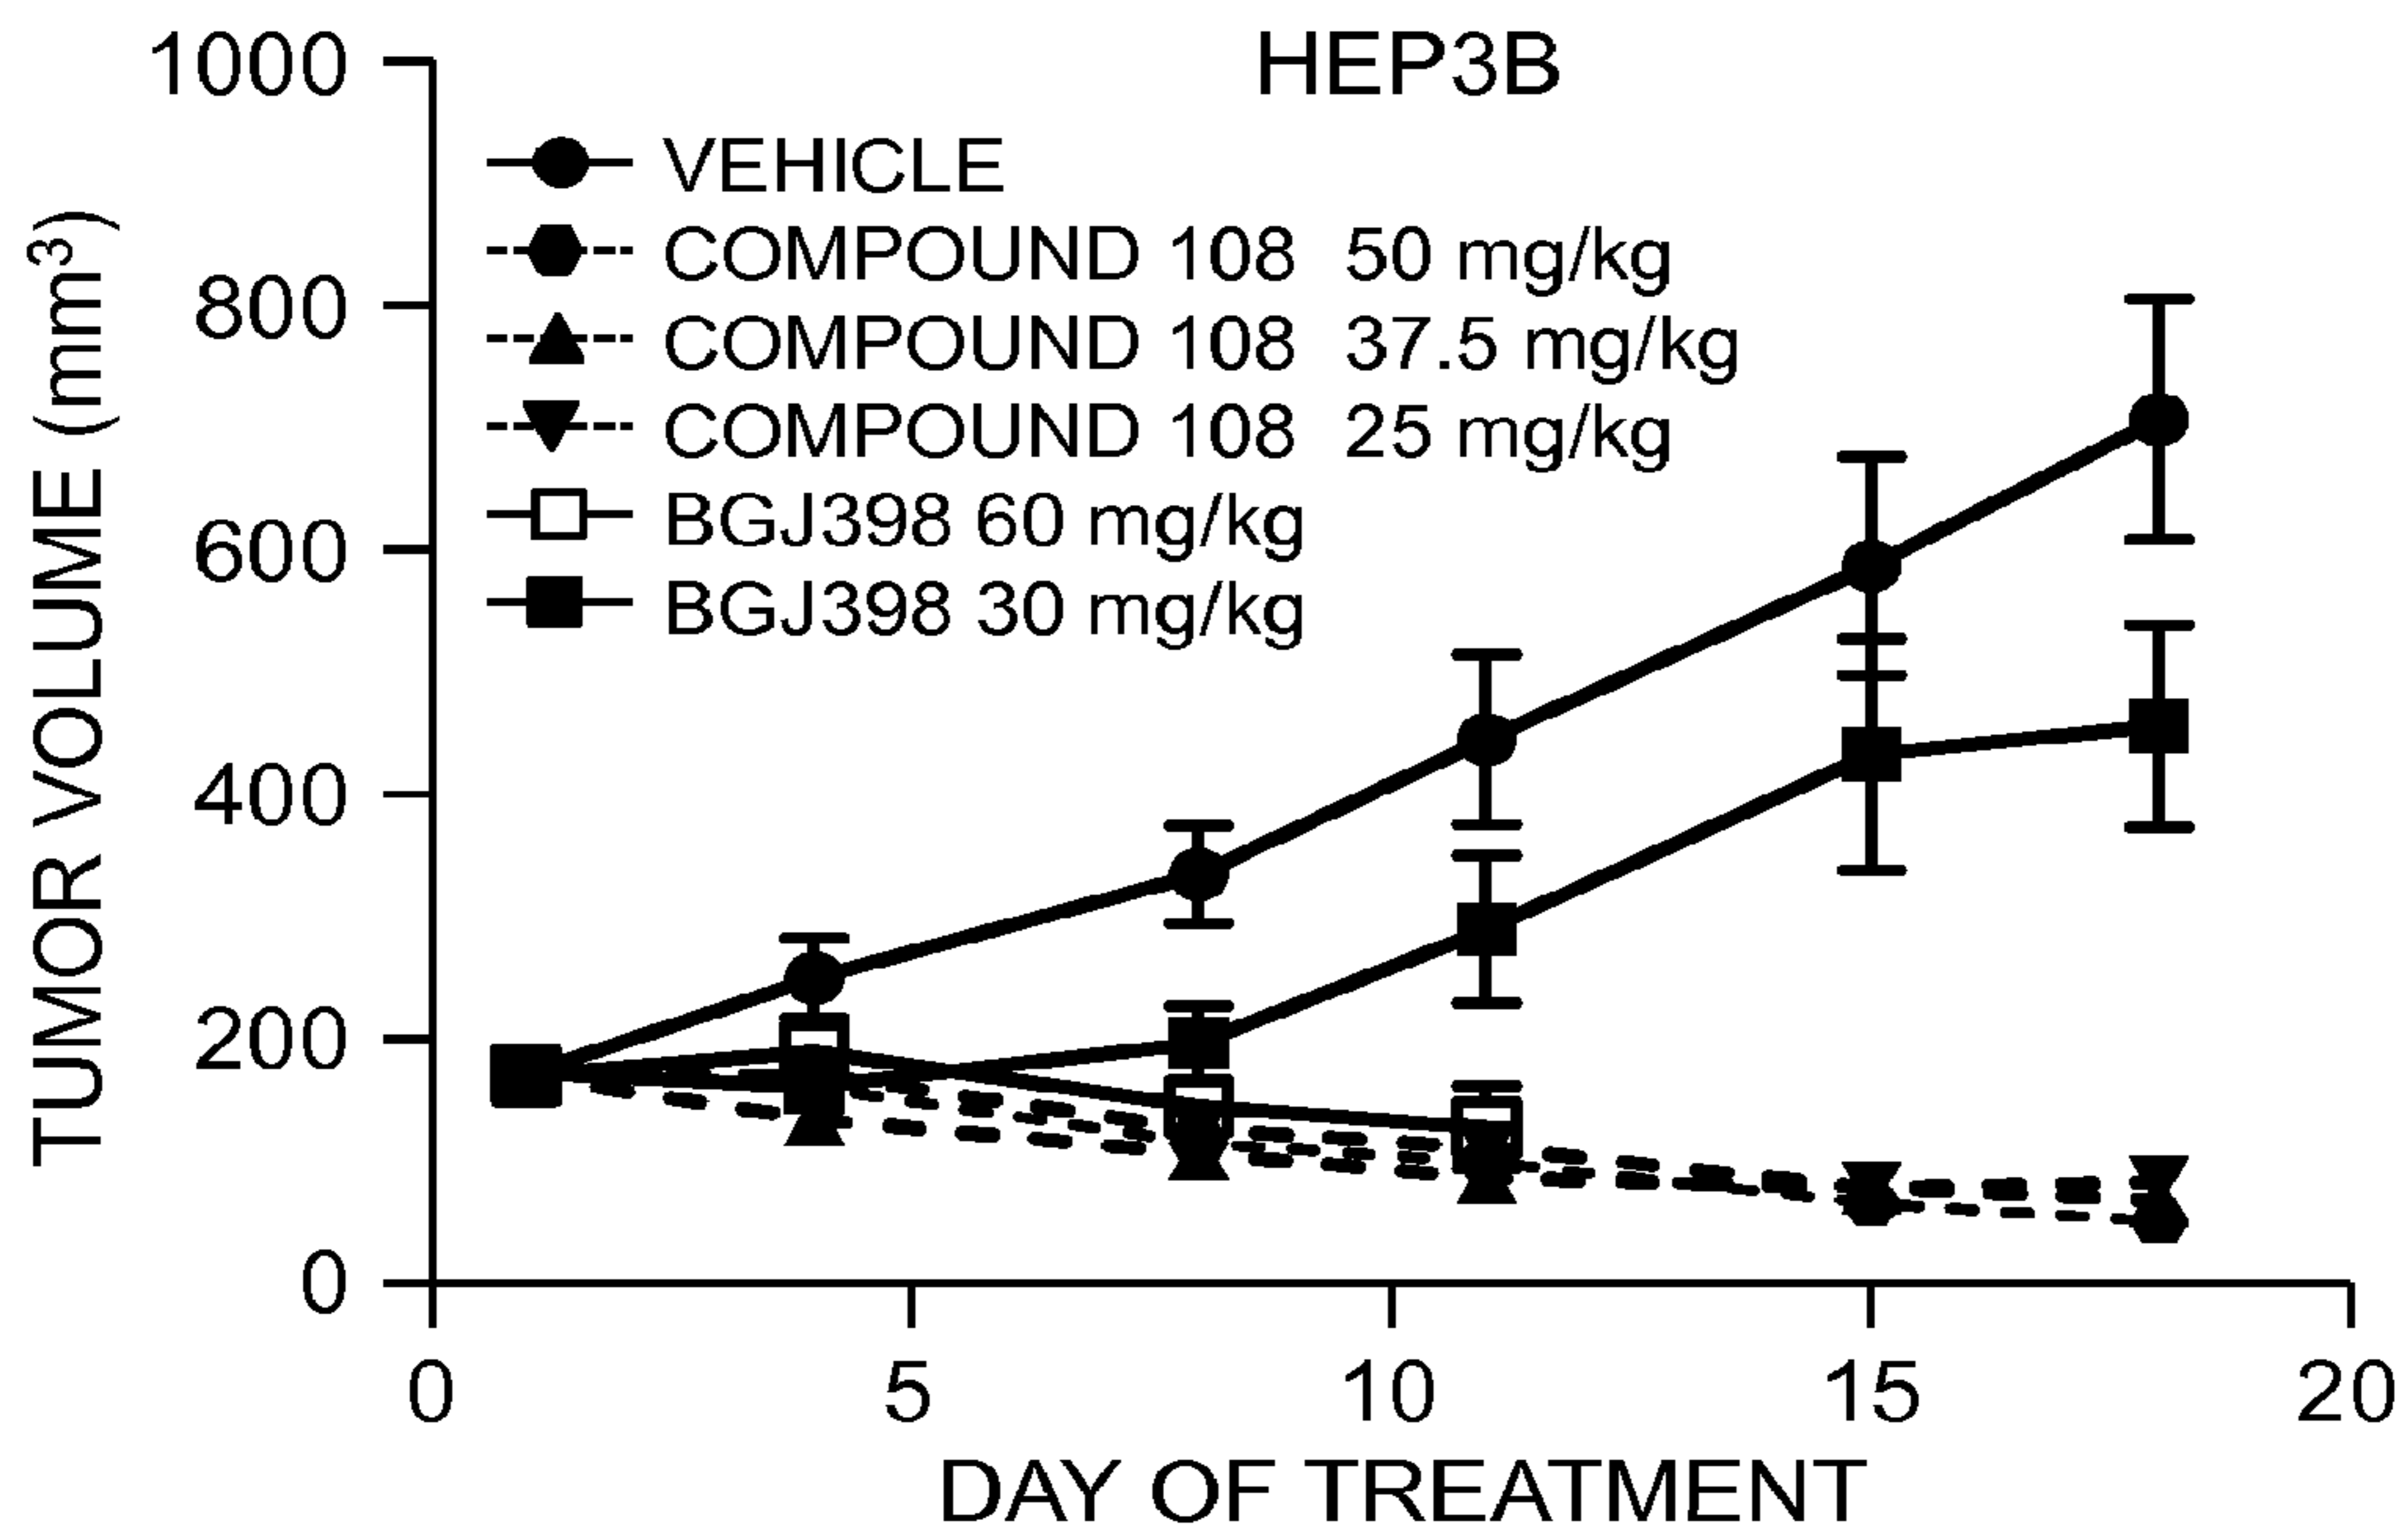 HEP3B
1000
800
600
400
200
0
TUMOR VOLUME (mm³)
VEHICLE
COMPOUND 108 50 mg/kg
COMPOUND 108 37.5 mg/kg
COMPOUND 108 25 mg/kg
BGJ398 60 mg/kg
BGJ398 30 mg/kg
0 5 10 15 20
DAY OF TREATMENT